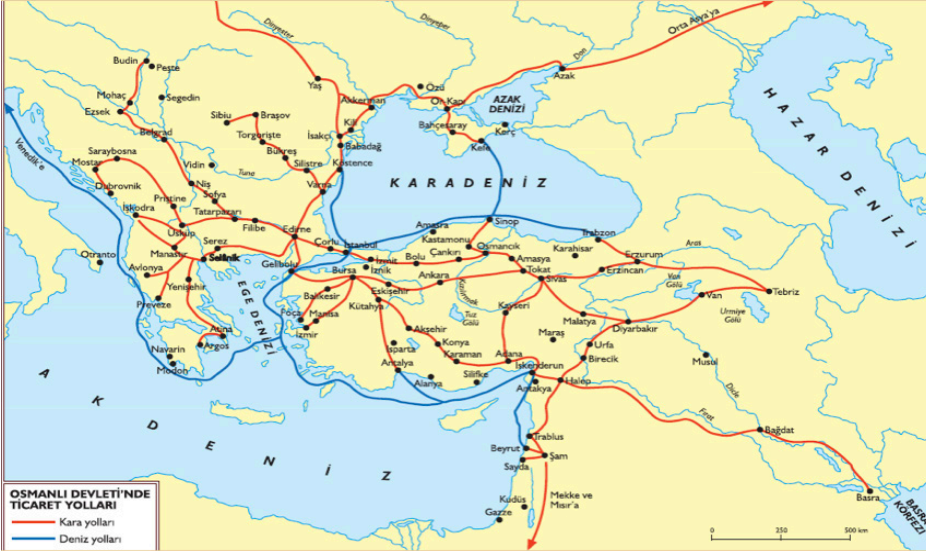 Orta Asya'ya
Dinyester
Dinyeper
Don
Budin
Peşte
Yaş
Özü
Azak
Mohaç
Segedin
Akkerman
Or Kapı
AZAK
DENİZİ
Ezsek
Sibiu
Braşov
Kili
Bahçesaray
Kerç
Belgrad
Torgorişte
İsakçı
Kefe
Venedik'e
Saraybosna
Bükreş
Babadağ
HAZAR DENİZİ
Mostar
Vidin
Tuna
Silistre
Köstence
Dubrovnik
Niş
Varna
KARADENİZ
Sofya
İşkodra
Priştine
Tatarpazarı
Filibe
Edirne
Amasra
Sinop
Üsküp
Kastamonu
Trabzon
Manastır
Serez
Çorlu
İstanbul
Osmancık
Karahisar
Aras
Otranto
Selânik
İzmit
Bolu
Çankırı
Amasya
Erzurum
Avlonya
Gelibolu
Bursa
İznik
Ankara
Tokat
Erzincan
Yenişehir
EGE DENİZİ
Eskişehir
Kızılırmak
Sivas
Van
Gölü
Preveze
Balıkesir
Kütahya
Tuz
Gölü
Kayseri
Van
Tebriz
Foça
Manisa
Malatya
Urmiye
Gölü
Atina
İzmir
Akşehir
Maraş
Diyarbakır
Navarin
Argos
Isparta
Konya
Urfa
Modon
Karaman
Adana
Birecik
Musul
Antalya
İskenderun
Alanya
Silifke
Antakya
Halep
Dicle
AKDENİZ
Fırat
Bağdat
Trablus
Beyrut
Şam
Sayda
Kudüs
Mekke ve
Mısır'a
Basra
Gazze
BASRA
KÖRFEZİ
OSMANLI DEVLETİ'NDE
TİCARET YOLLARI
Kara yolları
Deniz yolları
0 250 500 km